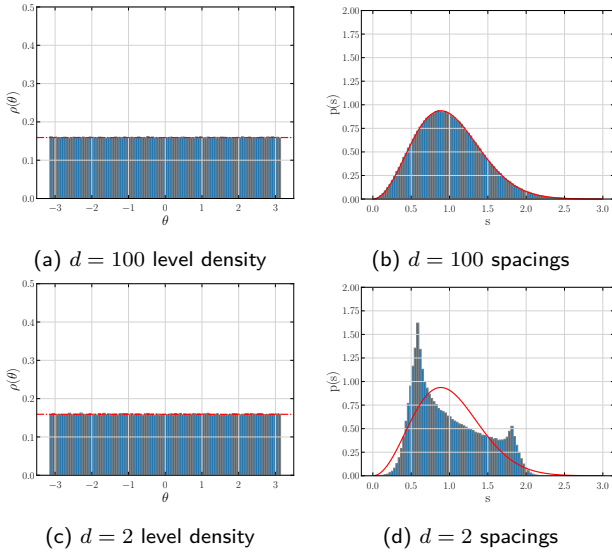 0.5
0.4
0.3
0.2
0.1
0.0
ρ(θ)
−3 −2 −1 0 1 2 3
θ
(a) d = 100 level density
2.00
1.75
1.50
1.25
1.00
0.75
0.50
0.25
0.00
p(s)
0.0 0.5 1.0 1.5 2.0 2.5 3.0
s
(b) d = 100 spacings
0.5
0.4
0.3
0.2
0.1
0.0
ρ(θ)
−3 −2 −1 0 1 2 3
θ
(c) d = 2 level density
2.00
1.75
1.50
1.25
1.00
0.75
0.50
0.25
0.00
p(s)
0.0 0.5 1.0 1.5 2.0 2.5 3.0
s
(d) d = 2 spacings